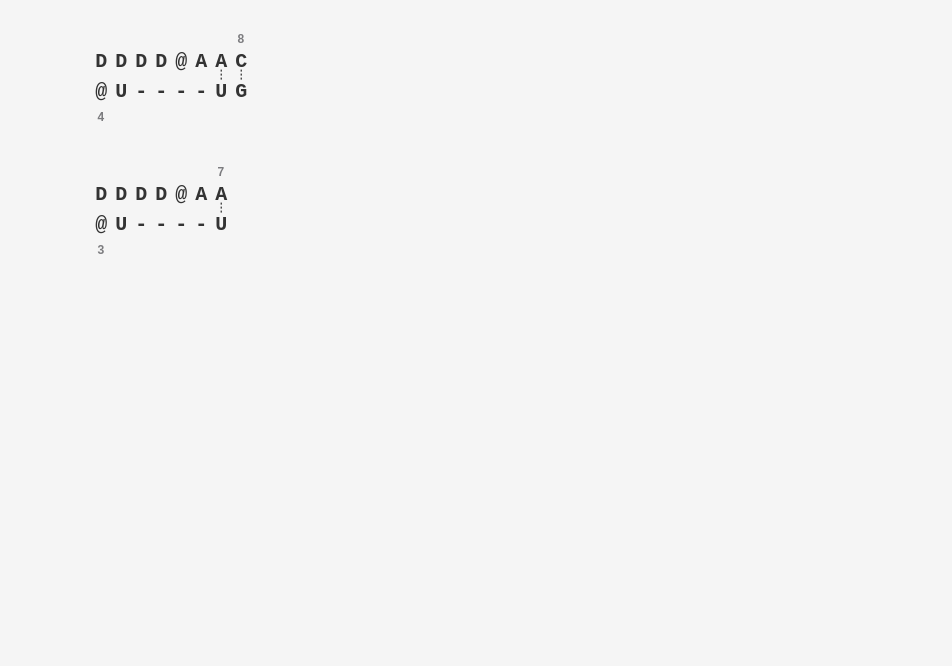 8
D D D D @ A A C
@ U - - - - U G
4
7
D D D D @ A A
@ U - - - - U
3